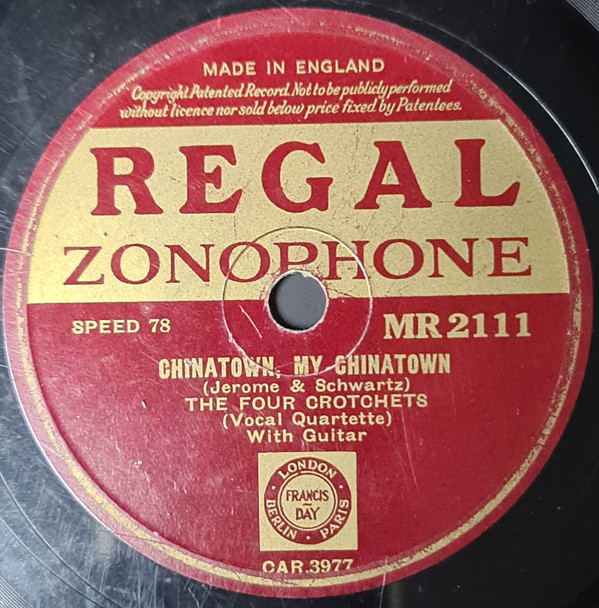 MADE IN ENGLAND
Copyright Patented Record. Not to be publicly performed
without licence nor sold below price fixed by Patentees.
REGAL
ZONOPHONE
SPEED 78
MR2111
CHINATOWN, MY CHINATOWN
(Jerome & Schwartz)
THE FOUR CROTCHETS
(Vocal Quartette)
With Guitar
LONDON
FRANCIS
~
DAY
BERLIN · PARIS
CAR.3977